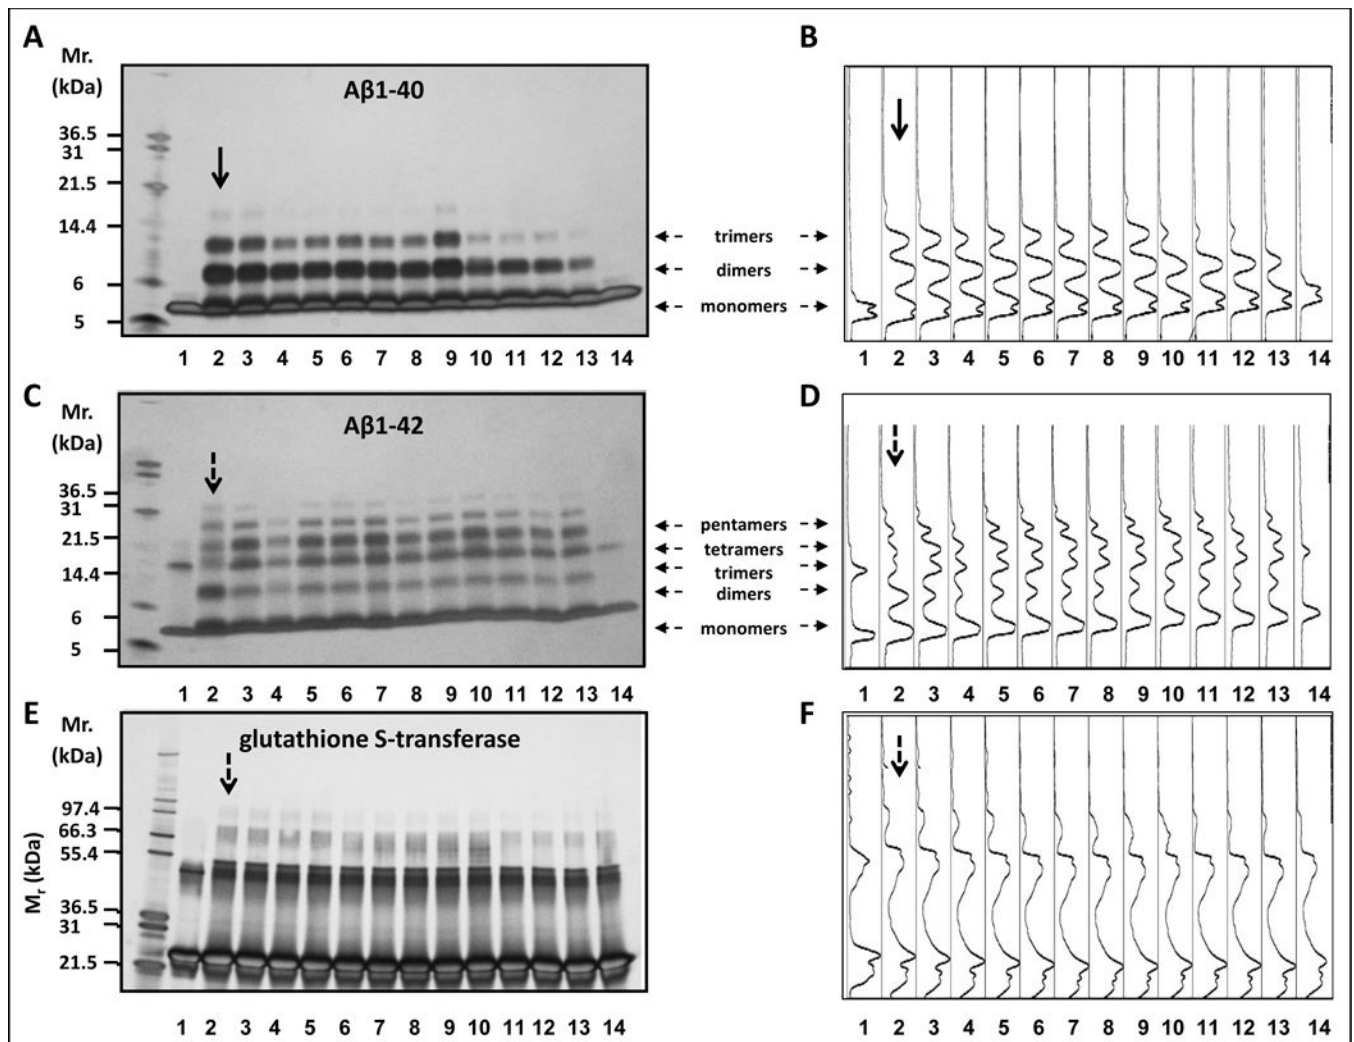 A
Mr.
(kDa)
Aβ1-40
36.5
31
21.5
14.4
6
5
1 2 3 4 5 6 7 8 9 10 11 12 13 14
trimers
dimers
monomers
B
1 2 3 4 5 6 7 8 9 10 11 12 13 14
C
Mr.
(kDa)
Aβ1-42
36.5
31
21.5
14.4
6
5
1 2 3 4 5 6 7 8 9 10 11 12 13 14
pentamers
tetramers
trimers
dimers
monomers
D
1 2 3 4 5 6 7 8 9 10 11 12 13 14
E
Mr.
(kDa)
glutathione S-transferase
Mr (kDa)
97.4
66.3
55.4
36.5
31
21.5
1 2 3 4 5 6 7 8 9 10 11 12 13 14
F
1 2 3 4 5 6 7 8 9 10 11 12 13 14